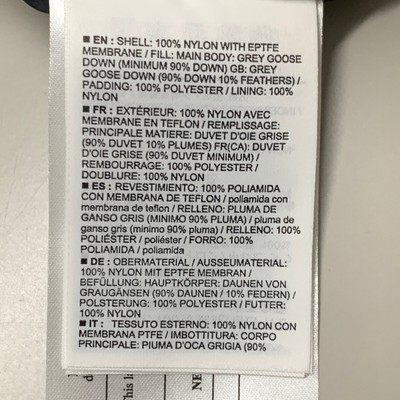 ■ EN : SHELL: 100% NYLON WITH EPTFE
MEMBRANE / FILL: MAIN BODY: GREY GOOSE
DOWN (MINIMUM 90% DOWN) GB: GREY
GOOSE DOWN (90% DOWN 10% FEATHERS) /
PADDING: 100% POLYESTER / LINING: 100%
NYLON
■ FR : EXTÉRIEUR: 100% NYLON AVEC
MEMBRANE EN TEFLON / REMPLISSAGE:
PRINCIPALE MATIERE: DUVET D'OIE GRISE
(90% DUVET 10% PLUMES) FR(CA): DUVET
D'OIE GRISE (90% DUVET MINIMUM) /
REMBOURRAGE: 100% POLYESTER /
DOUBLURE: 100% NYLON
■ ES : REVESTIMIENTO: 100% POLIAMIDA
CON MEMBRANA DE TEFLON / poliamida con
membrana de teflon / RELLENO: PLUMA DE
GANSO GRIS (MINIMO 90% PLUMA) / pluma de
ganso gris (minimo 90% pluma) / RELLENO: 100%
POLIÉSTER / poliéster / FORRO: 100%
POLIAMIDA / poliamida
■ DE : OBERMATERIAL / AUSSEUMATERIAL:
100% NYLON MIT EPTFE MEMBRAN /
BEFÜLLUNG: HAUPTKÖRPER: DAUNEN VON
GRAUGÄNSEN (90% DAUNEN / 10% FEDERN) /
POLSTERUNG: 100% POLYESTER / FUTTER:
100% NYLON
■ IT : TESSUTO ESTERNO: 100% NYLON CON
MEMBRANA PTFE / IMBOTTITURA: CORPO
PRINCIPALE: PIUMA D'OCA GRIGIA (90%
This l
NE